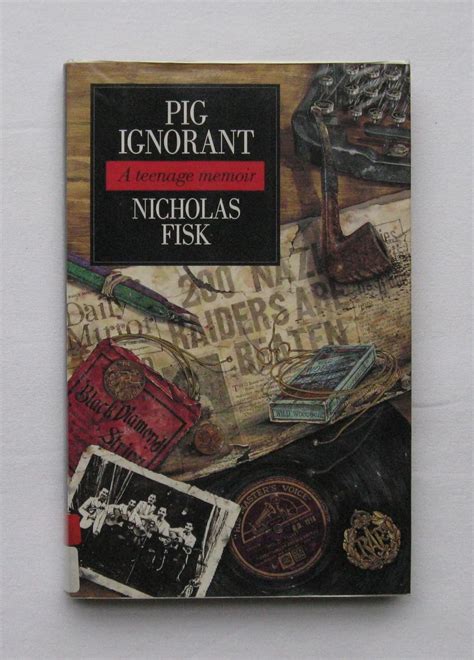 PIG
IGNORANT
A teenage memoir
NICHOLAS
FISK
Daily
Mirror
200 NAZI
RAIDERS ARE
BEATEN
Black Diamond
Strings
WILD WOODBINE
MASTER'S VOICE
RAF